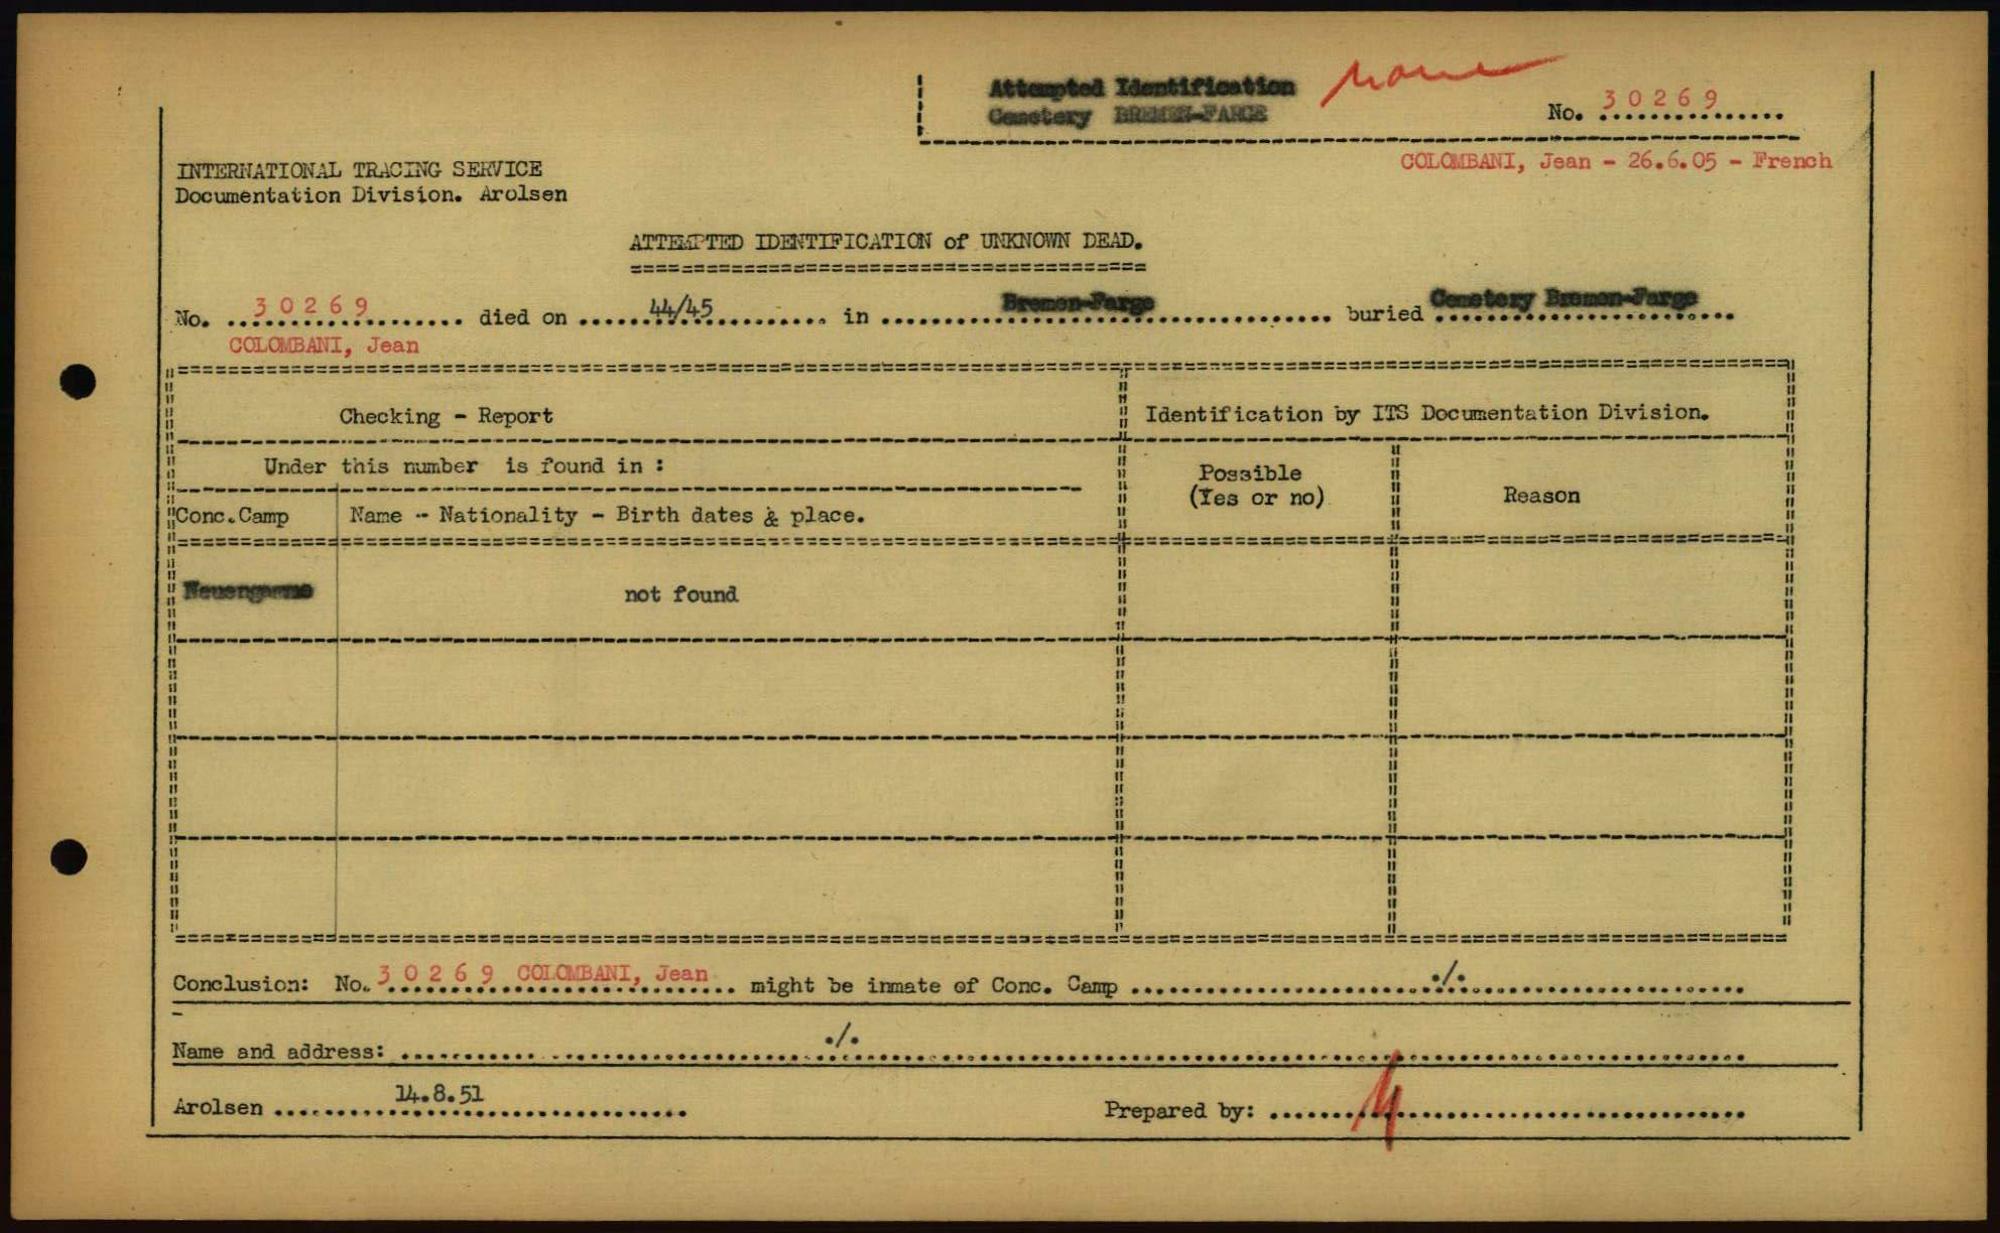 Attempted Identification
Cemetery BREMEN-FARGE
No. 30269
COLOMBANI, Jean - 26.6.05 - French
INTERNATIONAL TRACING SERVICE
Documentation Division. Arolsen
ATTEMPTED IDENTIFICATION of UNKNOWN DEAD.
No. 30269 died on 44/45 in Bremen-Farge buried Cemetery Bremen-Farge
COLOMBANI, Jean
Checking - Report
Identification by ITS Documentation Division.
Under this number is found in :
Possible
(Yes or no)
Reason
Conc.Camp
Name - Nationality - Birth dates & place.
Neuengamme
not found
Conclusion: No. 30269 COLOMBANI, Jean might be inmate of Conc. Camp ./.
Name and address: ./.
Arolsen 14.8.51
Prepared by: